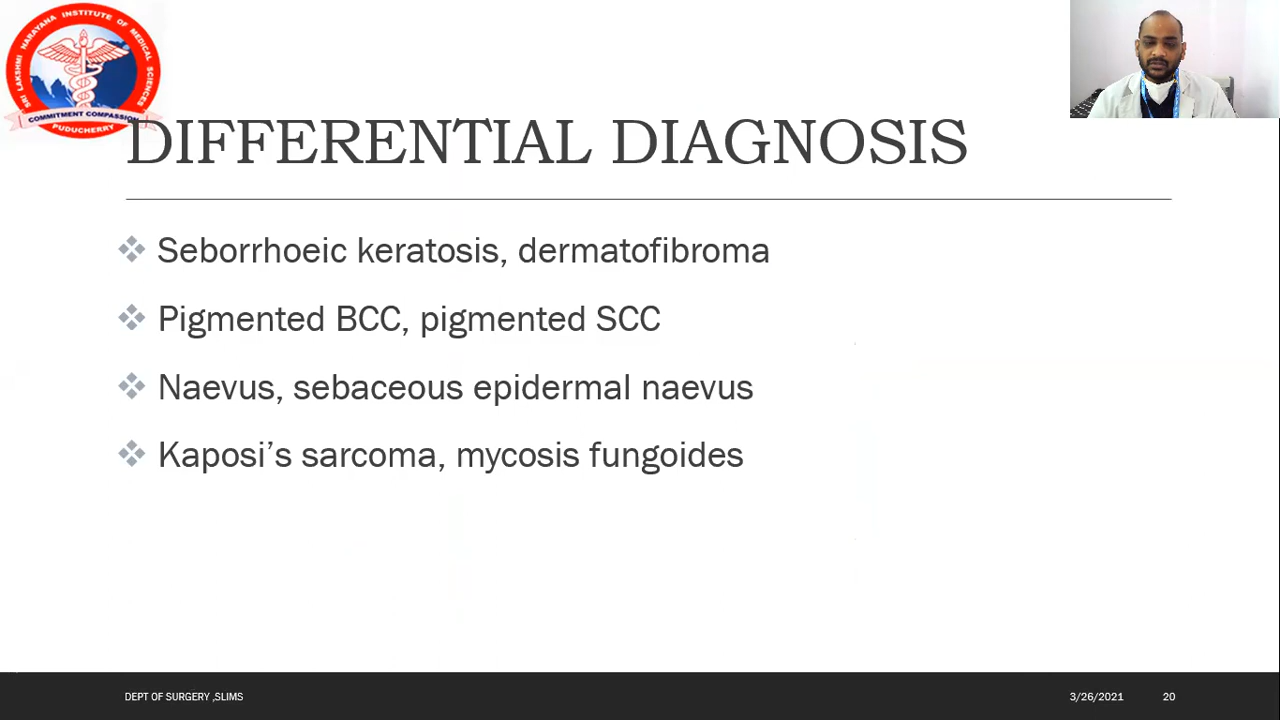 SRI LAKSHMI NARAYANA INSTITUTE OF MEDICAL SCIENCES
COMMITMENT COMPASSION
PUDUCHERRY
DIFFERENTIAL DIAGNOSIS
Seborrhoeic keratosis, dermatofibroma
Pigmented BCC, pigmented SCC
Naevus, sebaceous epidermal naevus
Kaposi’s sarcoma, mycosis fungoides
DEPT OF SURGERY ,SLIMS
3/26/2021
20